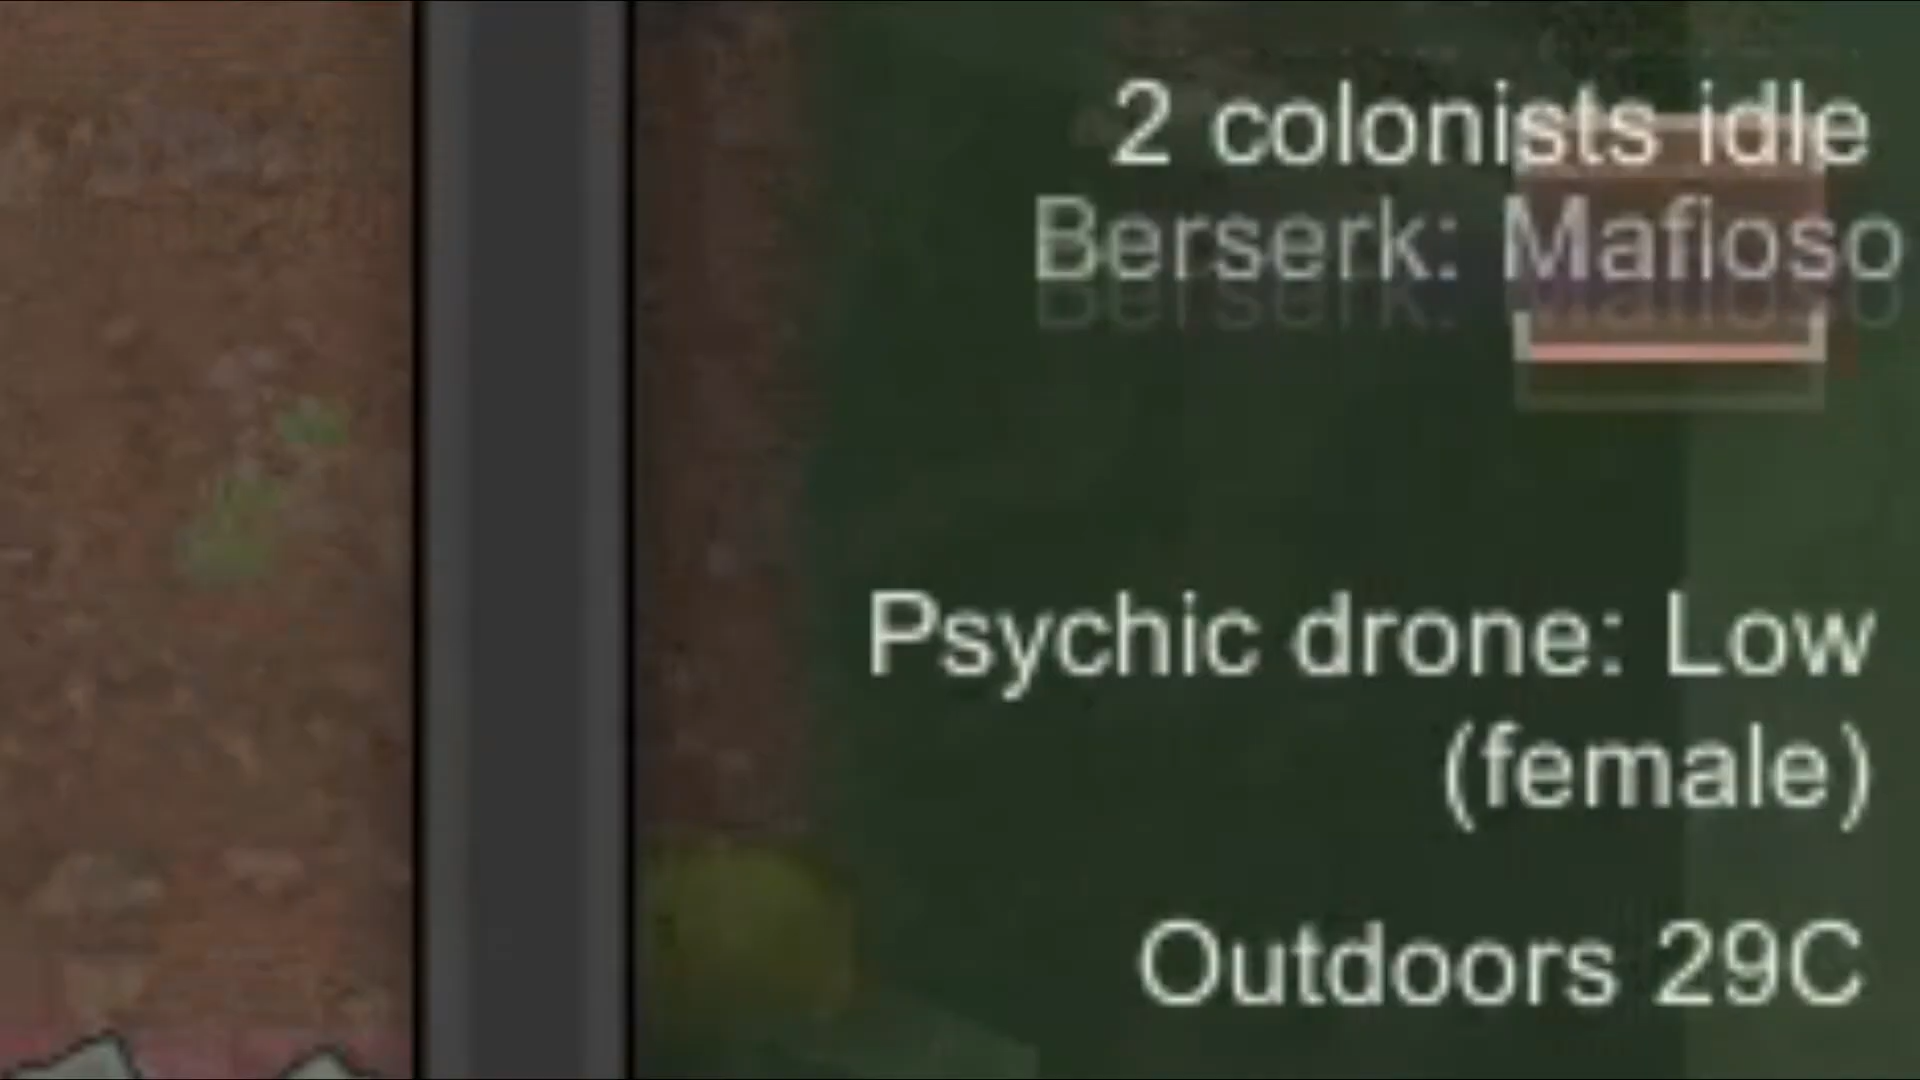 2 colonists idle
Berserk: Mafioso
Psychic drone: Low
(female)
Outdoors 29C